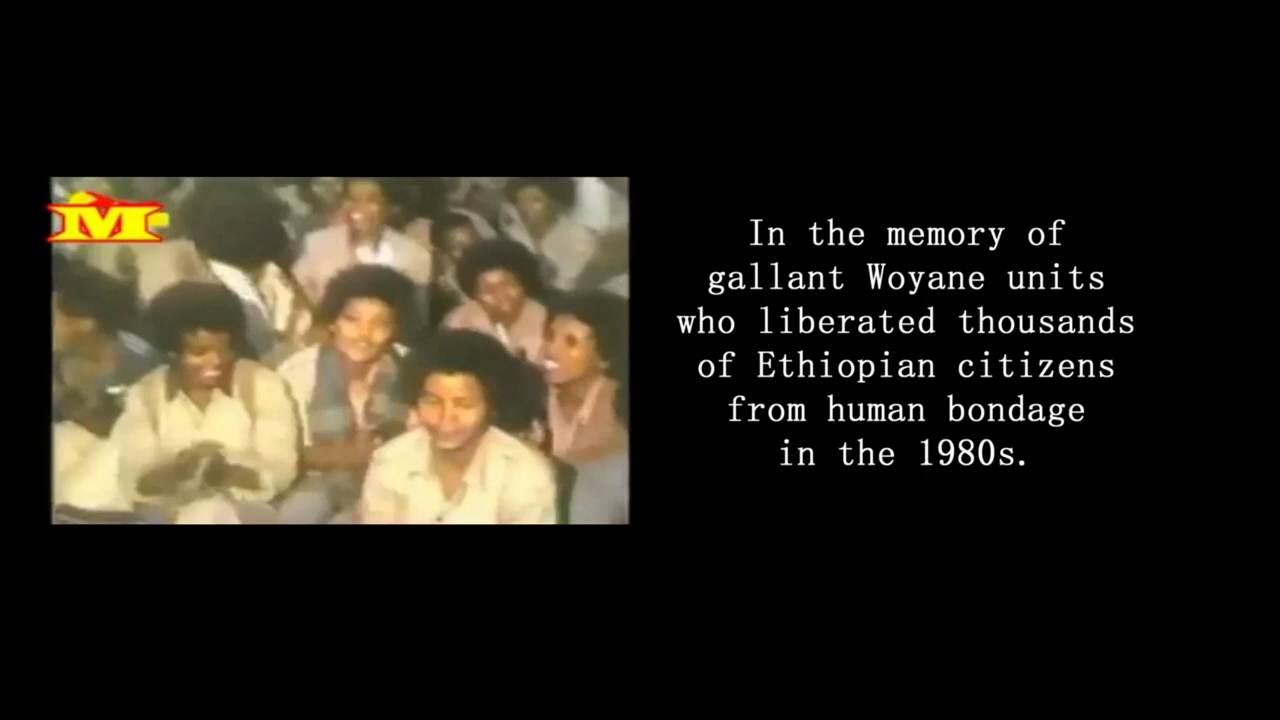 M
In the memory of
gallant Woyane units
who liberated thousands
of Ethiopian citizens
from human bondage
in the 1980s.